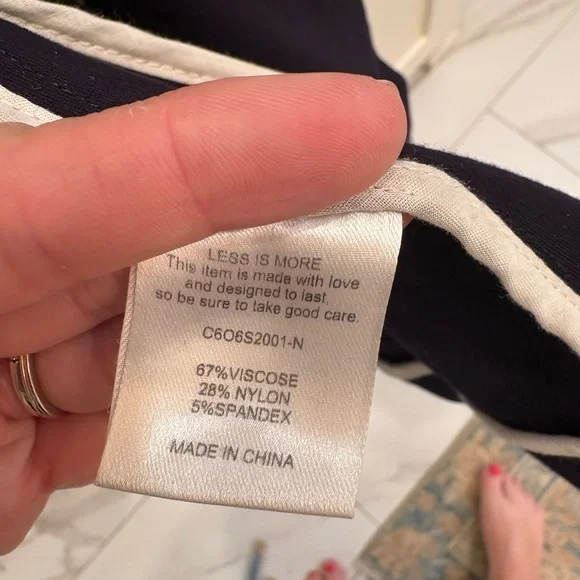 LESS IS MORE
This item is made with love
and designed to last,
so be sure to take good care.
C6O6S2001-N
67%VISCOSE
28% NYLON
5%SPANDEX
MADE IN CHINA